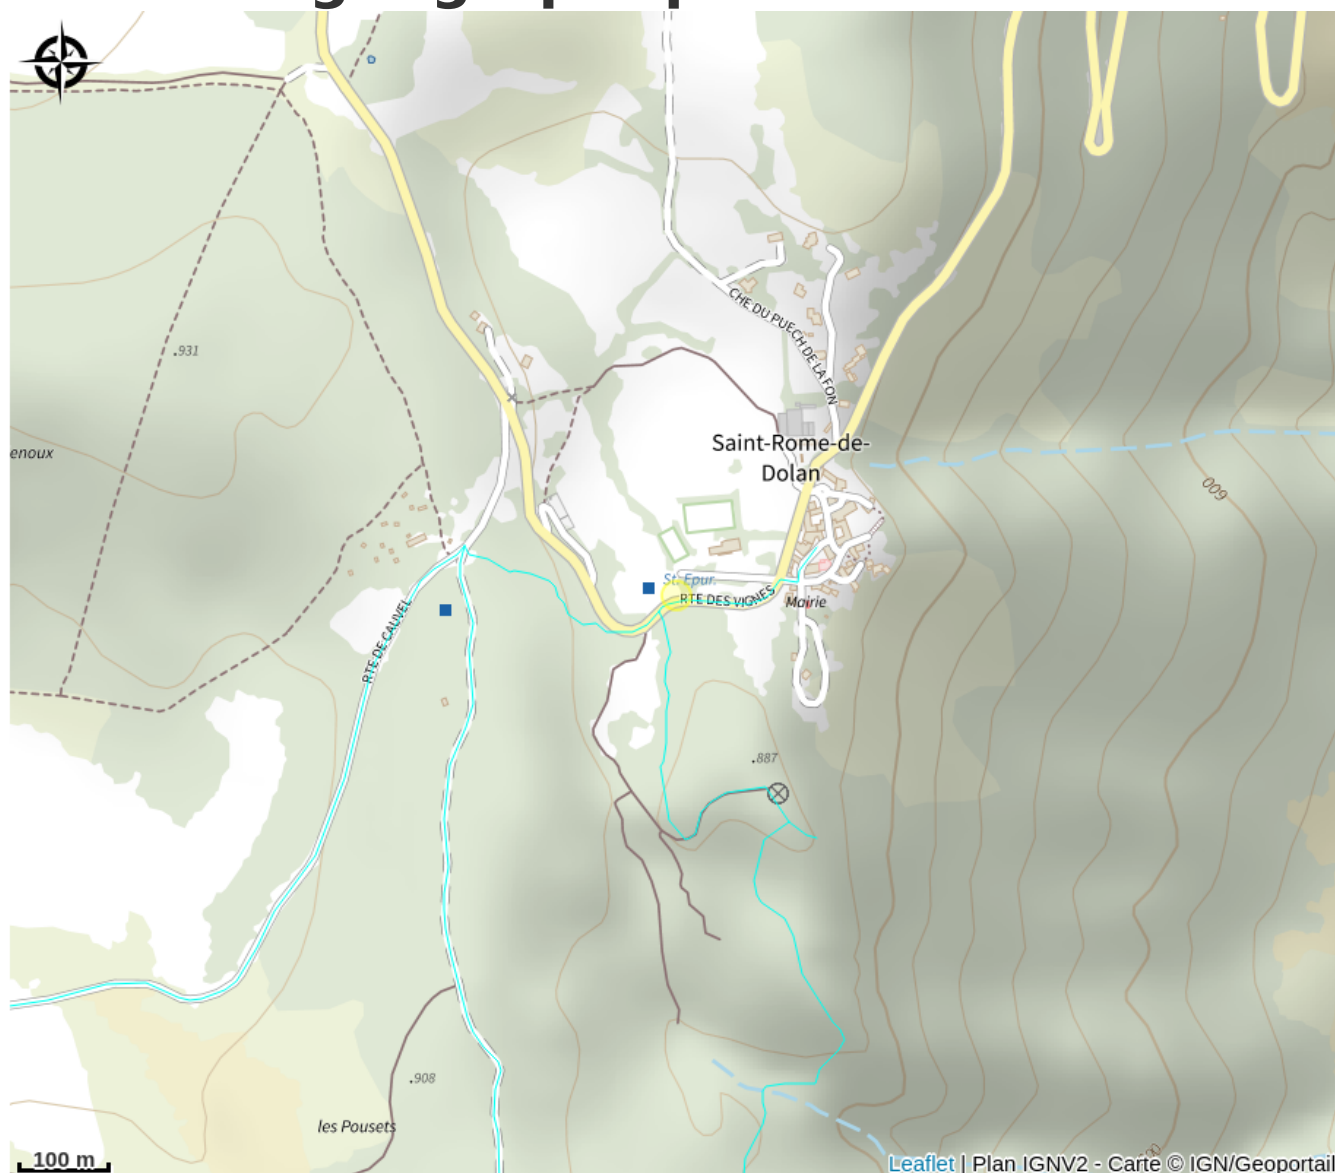 .931
CHE DU PUECH DE LA FON
Saint-Rome-de-
Dolan
enoux
600
St. Epur.
RTE DES VIGNES
Mairie
RTE DE CAUVEL
.887
.908
les Pousets
100 m
Leaflet | Plan IGNV2 - Carte © IGN/Geoportail